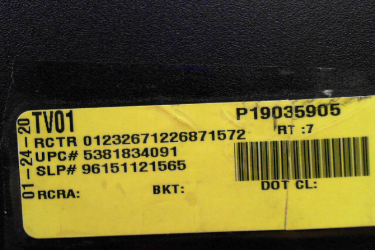 01-24-20
TV01
P19035905
RCTR 01232671226871572
RT :7
UPC# 5381834091
SLP# 96151121565
RCRA: BKT: DOT CL: